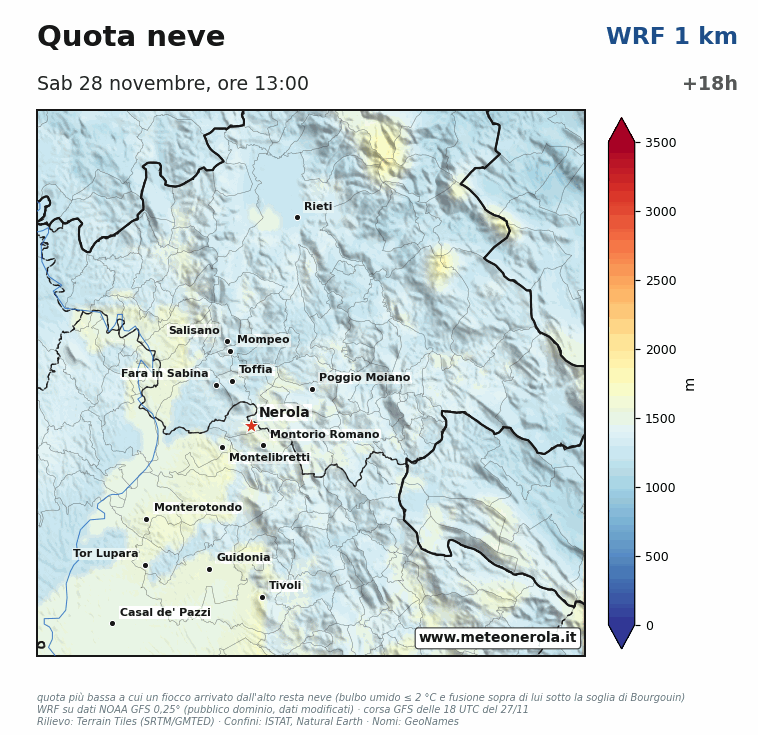 Quota neve
WRF 1 km
Sab 28 novembre, ore 13:00
+18h
Rieti
Salisano
Mompeo
Fara in Sabina
Toffia
Poggio Moiano
Nerola
Montorio Romano
Montelibretti
Monterotondo
Tor Lupara
Guidonia
Tivoli
Casal de' Pazzi
www.meteonerola.it
3500
3000
2500
2000
1500
1000
500
0
m
quota più bassa a cui un fiocco arrivato dall'alto resta neve (bulbo umido ≤ 2 °C e fusione sopra di lui sotto la soglia di Bourgouin)
WRF su dati NOAA GFS 0,25° (pubblico dominio, dati modificati) · corsa GFS delle 18 UTC del 27/11
Rilievo: Terrain Tiles (SRTM/GMTED) · Confini: ISTAT, Natural Earth · Nomi: GeoNames